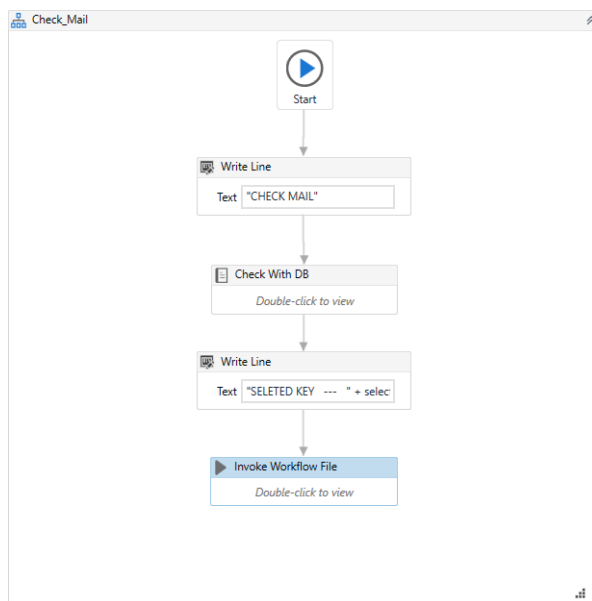 Check_Mail
Start
Write Line
Text "CHECK MAIL"
Check With DB
Double-click to view
Write Line
Text "SELETED KEY --- " + selec
Invoke Workflow File
Double-click to view